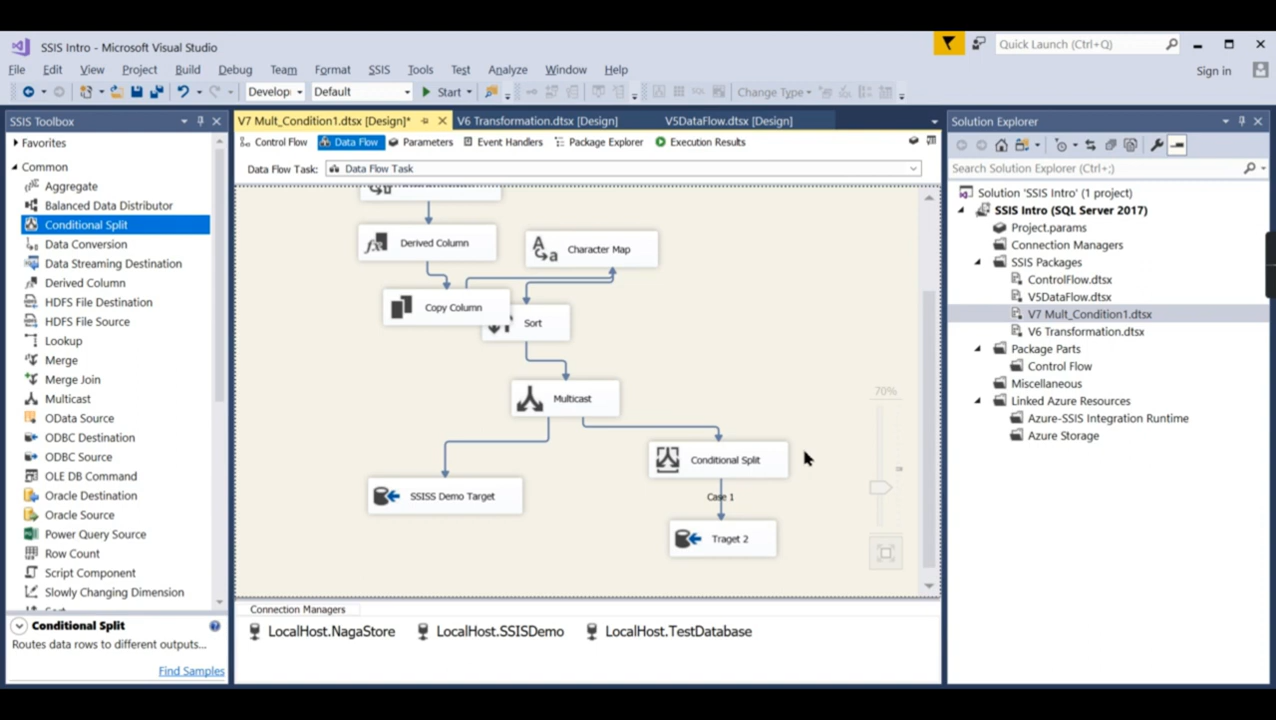 SSIS Intro - Microsoft Visual Studio
Quick Launch (Ctrl+Q)
File Edit View Project Build Debug Team Format SSIS Tools Test Analyze Window Help
Sign in
Develop Default Start Change Type
SSIS Toolbox
Favorites
Common
Aggregate
Balanced Data Distributor
Conditional Split
Data Conversion
Data Streaming Destination
Derived Column
HDFS File Destination
HDFS File Source
Lookup
Merge
Merge Join
Multicast
OData Source
ODBC Destination
ODBC Source
OLE DB Command
Oracle Destination
Oracle Source
Power Query Source
Row Count
Script Component
Slowly Changing Dimension
Conditional Split
Routes data rows to different outputs...
Find Samples
V7 Mult_Condition1.dtsx [Design]* V6 Transformation.dtsx [Design] V5DataFlow.dtsx [Design]
Control Flow Data Flow Parameters Event Handlers Package Explorer Execution Results
Data Flow Task: Data Flow Task
Derived Column
Character Map
Copy Column
Sort
Multicast
Conditional Split
SSISS Demo Target
Case 1
Traget 2
70%
Connection Managers
LocalHost.NagaStore LocalHost.SSISDemo LocalHost.TestDatabase
Solution Explorer
Search Solution Explorer (Ctrl+;)
Solution 'SSIS Intro' (1 project)
SSIS Intro (SQL Server 2017)
Project.params
Connection Managers
SSIS Packages
ControlFlow.dtsx
V5DataFlow.dtsx
V7 Mult_Condition1.dtsx
V6 Transformation.dtsx
Package Parts
Control Flow
Miscellaneous
Linked Azure Resources
Azure-SSIS Integration Runtime
Azure Storage